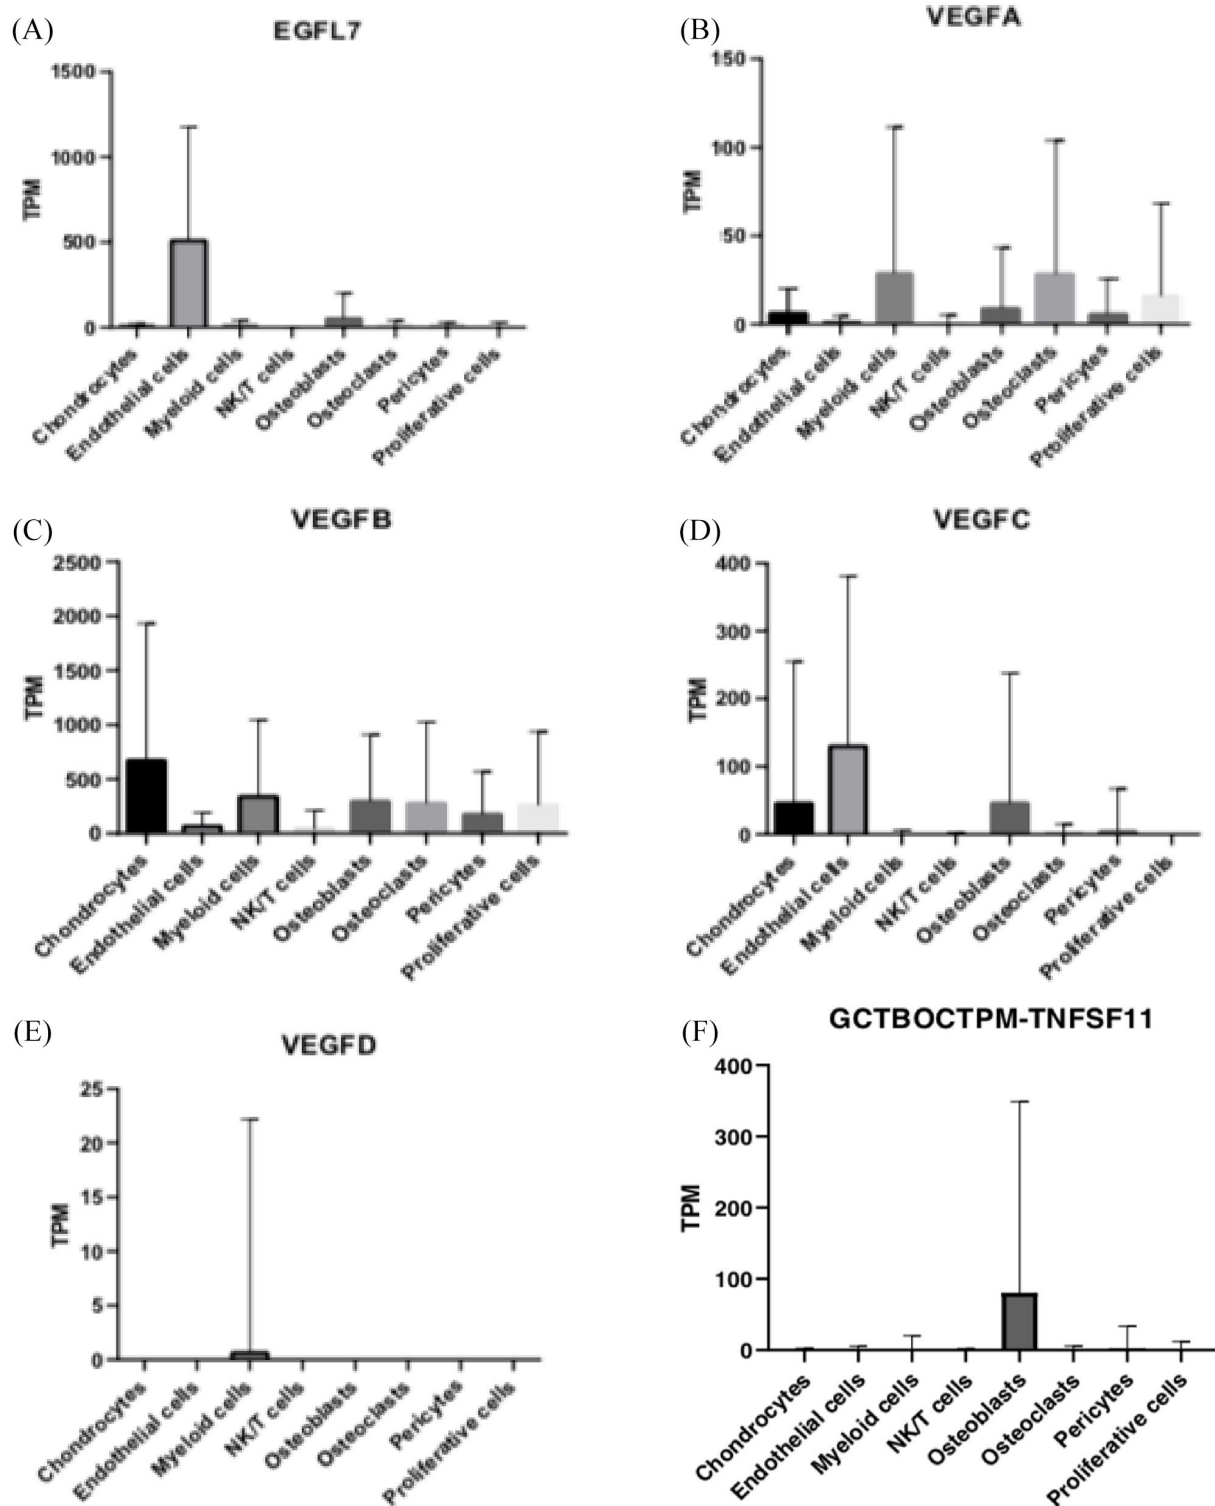 (A)
EGFL7
1500
1000
500
0
TPM
Chondrocytes
Endothelial cells
Myeloid cells
NK/T cells
Osteoblasts
Osteoclasts
Pericytes
Proliferative cells
(B)
VEGFA
150
100
50
0
TPM
Chondrocytes
Endothelial cells
Myeloid cells
NK/T cells
Osteoblasts
Osteoclasts
Pericytes
Proliferative cells
(C)
VEGFB
2500
2000
1500
1000
500
0
TPM
Chondrocytes
Endothelial cells
Myeloid cells
NK/T cells
Osteoblasts
Osteoclasts
Pericytes
Proliferative cells
(D)
VEGFC
400
300
200
100
0
TPM
Chondrocytes
Endothelial cells
Myeloid cells
NK/T cells
Osteoblasts
Osteoclasts
Pericytes
Proliferative cells
(E)
VEGFD
25
20
15
10
5
0
TPM
Chondrocytes
Endothelial cells
Myeloid cells
NK/T cells
Osteoblasts
Osteoclasts
Pericytes
Proliferative cells
(F)
GCTBOCTPM-TNFSF11
400
300
200
100
0
TPM
Chondrocytes
Endothelial cells
Myeloid cells
NK/T cells
Osteoblasts
Osteoclasts
Pericytes
Proliferative cells